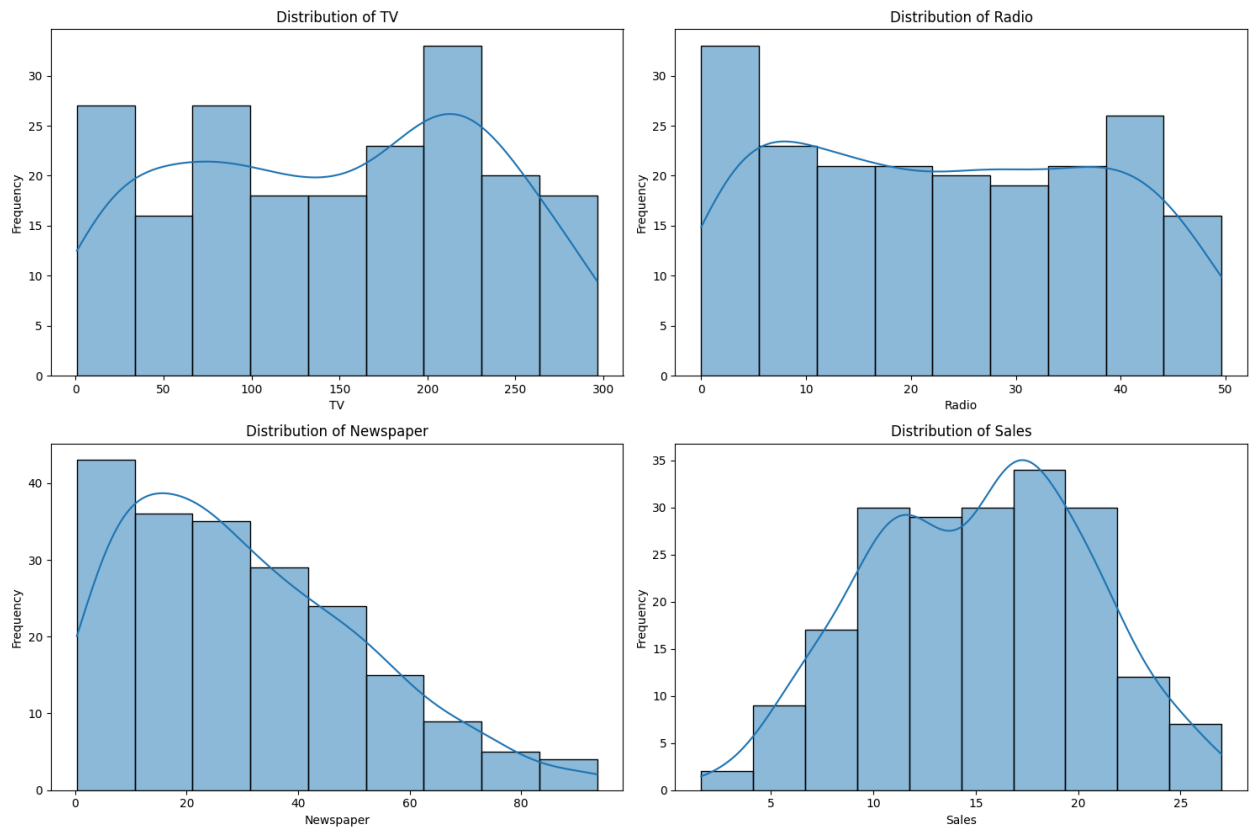 Distribution of TV
Frequency
30
25
20
15
10
5
0
0 50 100 150 200 250 300
TV
Distribution of Radio
Frequency
30
25
20
15
10
5
0
0 10 20 30 40 50
Radio
Distribution of Newspaper
Frequency
40
30
20
10
0
0 20 40 60 80
Newspaper
Distribution of Sales
Frequency
35
30
25
20
15
10
5
0
5 10 15 20 25
Sales